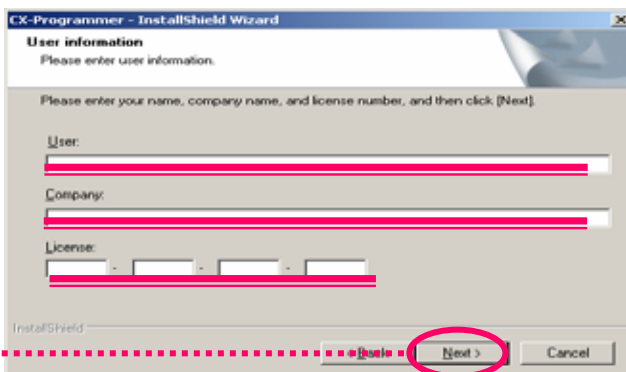 CX-Programmer - InstallShield Wizard
User information
Please enter user information.
Please enter your name, company name, and license number, and then click [Next].
User:
Company:
License:
- - -
InstallShield
< Back Next > Cancel